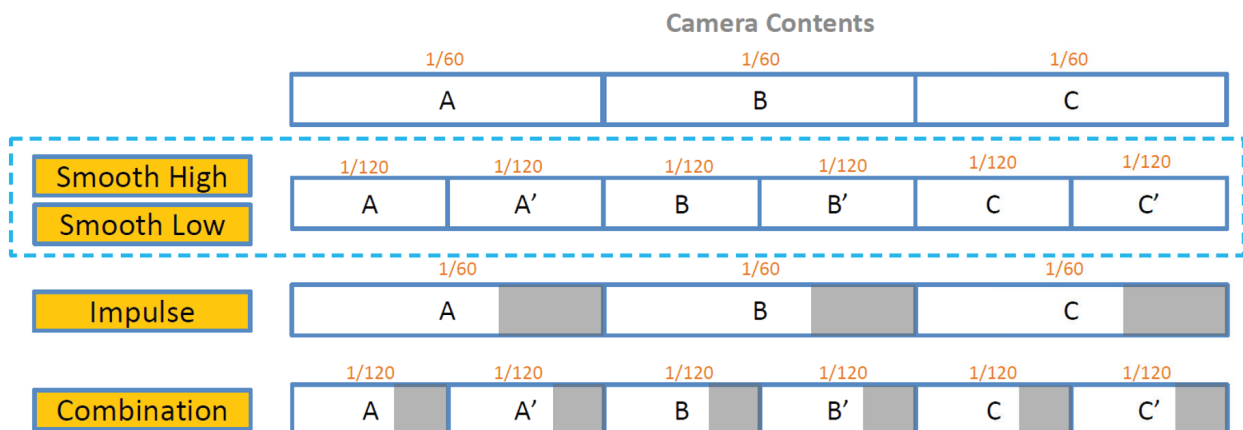 Camera Contents
1/60 1/60 1/60
A B C
1/120 1/120 1/120 1/120 1/120 1/120
Smooth High
A A’ B B’ C C’
Smooth Low
1/60 1/60 1/60
Impulse A B C
1/120 1/120 1/120 1/120 1/120 1/120
Combination A A’ B B’ C C’